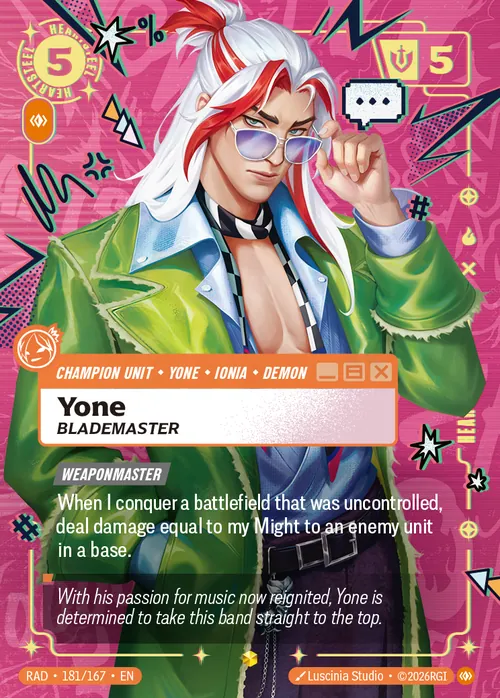 HEARTSTEEL HEARTSTEEL
5
%
5
...
#
CHAMPION UNIT • YONE • IONIA • DEMON
Yone
BLADEMASTER
WEAPONMASTER
When I conquer a battlefield that was uncontrolled,
deal damage equal to my Might to an enemy unit
in a base.
#
With his passion for music now reignited, Yone is
determined to take this band straight to the top.
RAD • 181/167 • EN
Luscinia Studio • ©2026RGI